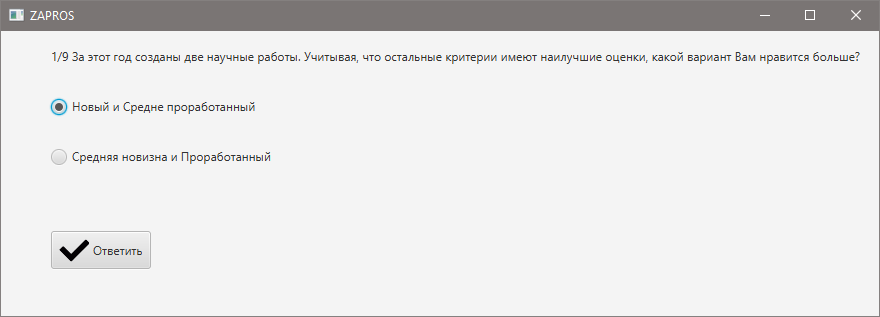 ZAPROS
1/9 За этот год созданы две научные работы. Учитывая, что остальные критерии имеют наилучшие оценки, какой вариант Вам нравится больше?
Новый и Средне проработанный
Средняя новизна и Проработанный
Ответить